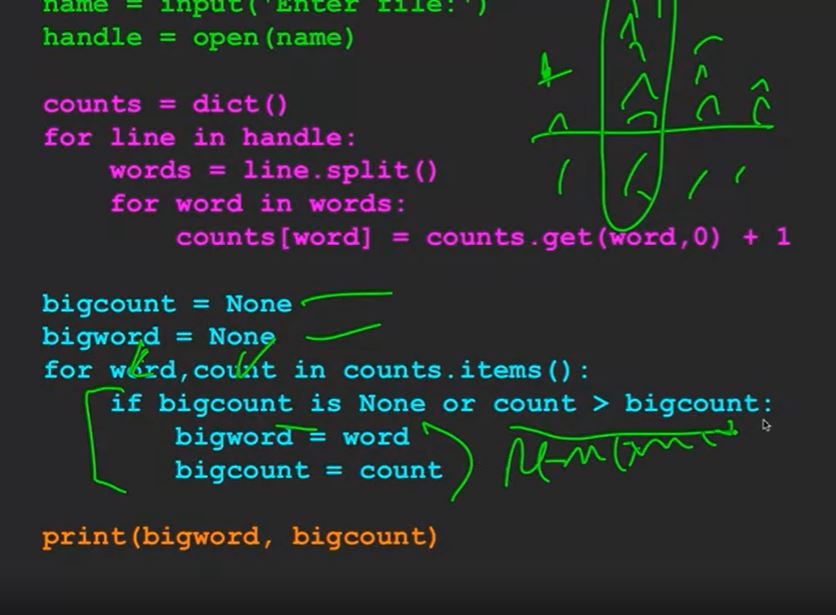 name = input('Enter file:')
handle = open(name)
counts = dict()
for line in handle:
words = line.split()
for word in words:
counts[word] = counts.get(word,0) + 1
bigcount = None
bigword = None
for word,count in counts.items():
if bigcount is None or count > bigcount:
bigword = word
bigcount = count
print(bigword, bigcount)